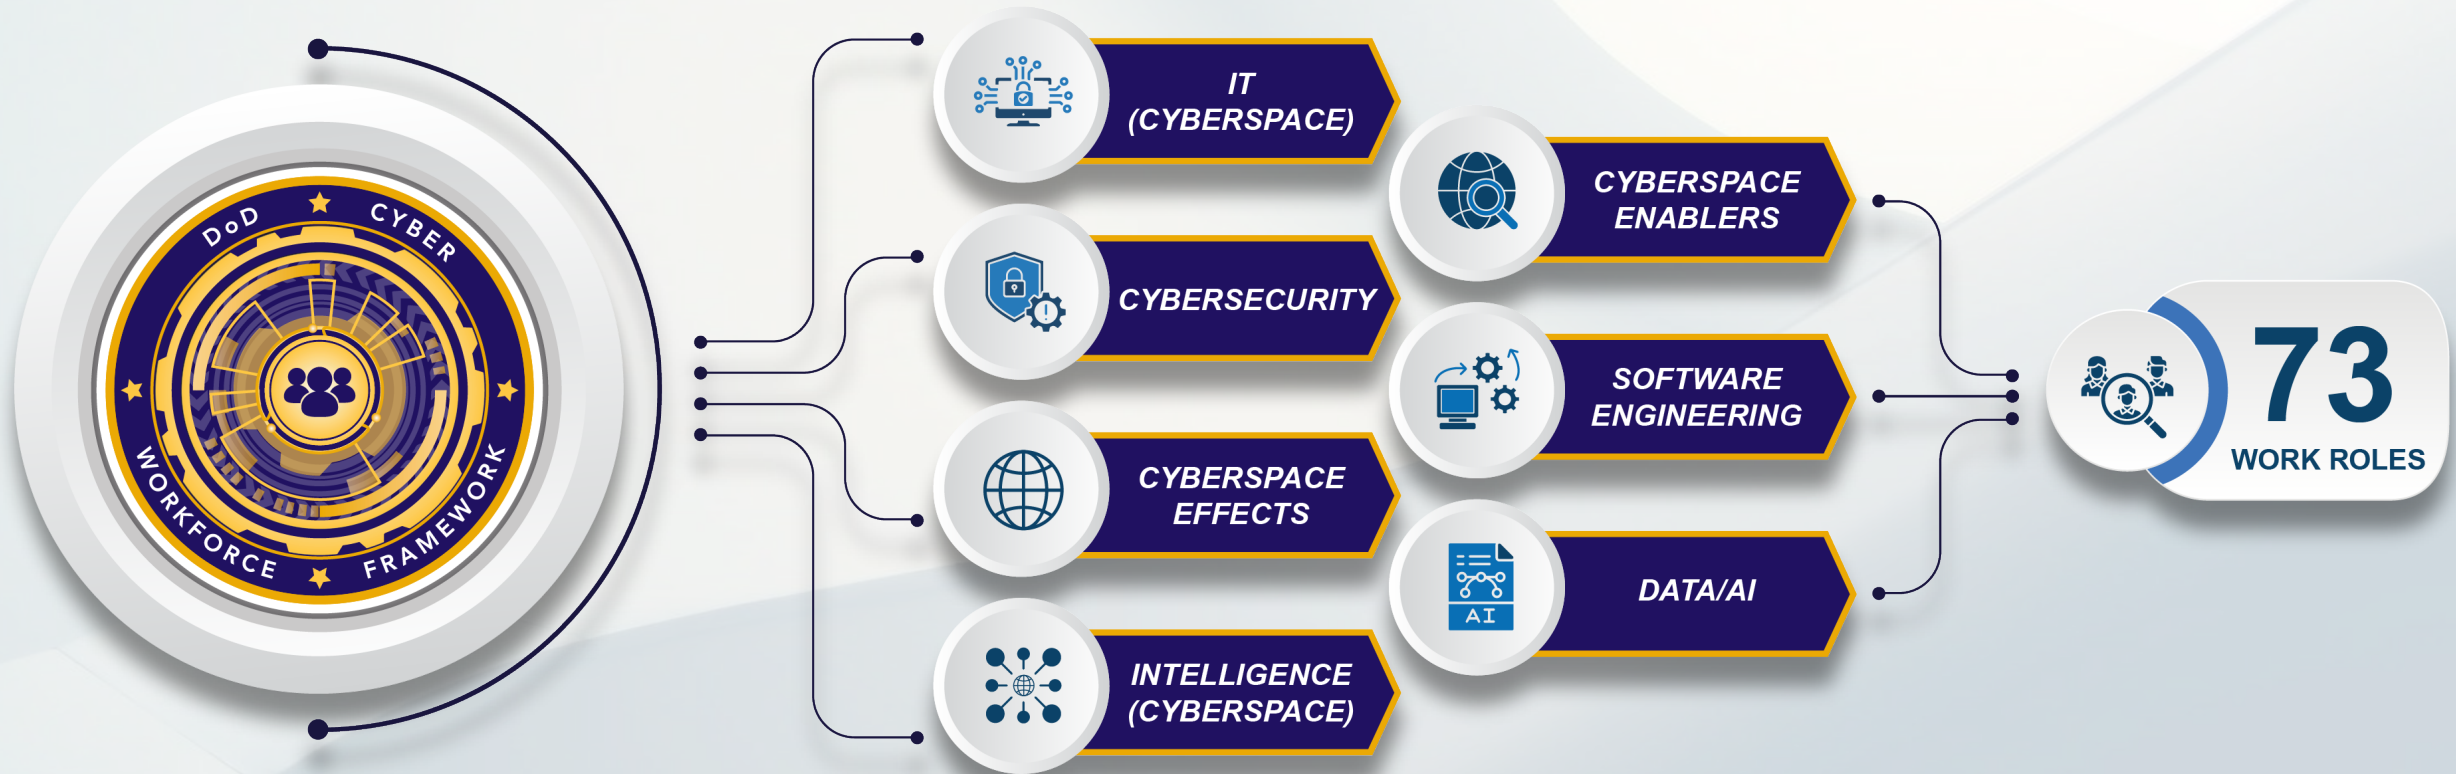 DoD CYBER
WORKFORCE FRAMEWORK
IT
(CYBERSPACE)
CYBERSECURITY
CYBERSPACE
EFFECTS
INTELLIGENCE
(CYBERSPACE)
CYBERSPACE
ENABLERS
SOFTWARE
ENGINEERING
AI
DATA/AI
73
WORK ROLES